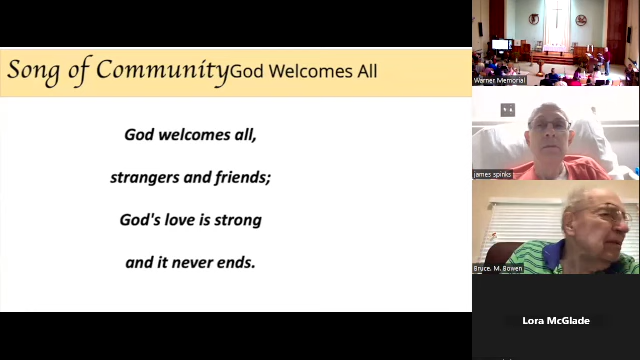 Song of Community God Welcomes All
God welcomes all,
strangers and friends;
God's love is strong
and it never ends.
Warner Memorial
james spinks
Bruce. M. Bowen
Lora McGlade